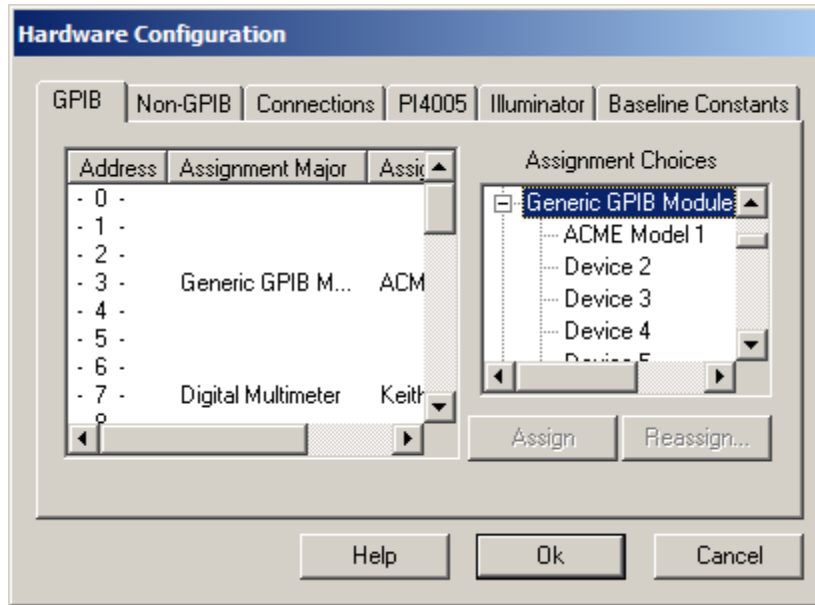 Hardware Configuration
GPIB Non-GPIB Connections PI4005 Illuminator Baseline Constants
Address Assignment Major
- 0 -
- 1 -
- 2 -
- 3 - Generic GPIB M... ACM
- 4 -
- 5 -
- 6 -
- 7 - Digital Multimeter Keith
Assignment Choices
Generic GPIB Module
ACME Model 1
Device 2
Device 3
Device 4
Device 5
Assign Reassign...
Help Ok Cancel